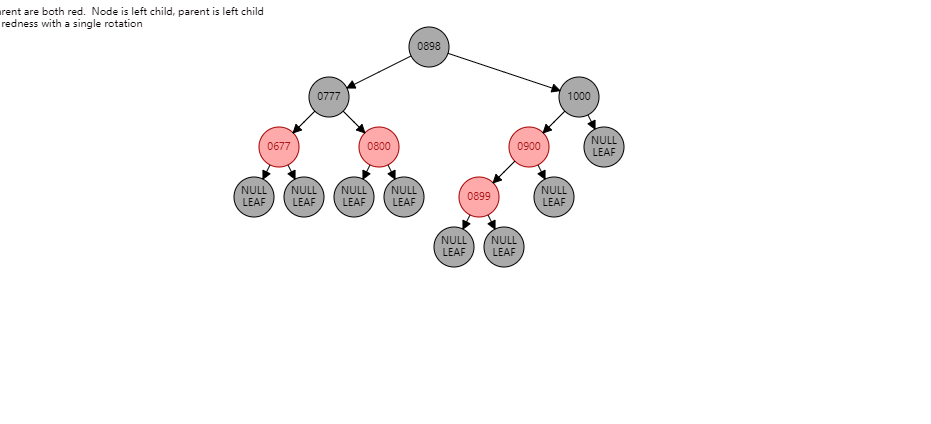 are both red. Node is left child, parent is left child
redness with a single rotation
0898
0777
1000
0677
0800
0900
NULL
LEAF
NULL
LEAF
NULL
LEAF
NULL
LEAF
NULL
LEAF
0899
NULL
LEAF
NULL
LEAF
NULL
LEAF